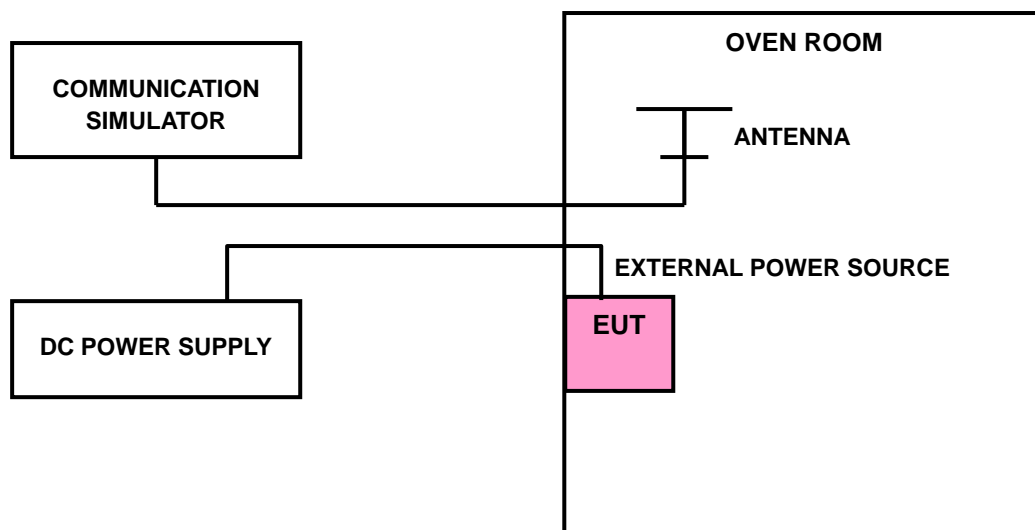 OVEN ROOM
COMMUNICATION
SIMULATOR
ANTENNA
EXTERNAL POWER SOURCE
EUT
DC POWER SUPPLY